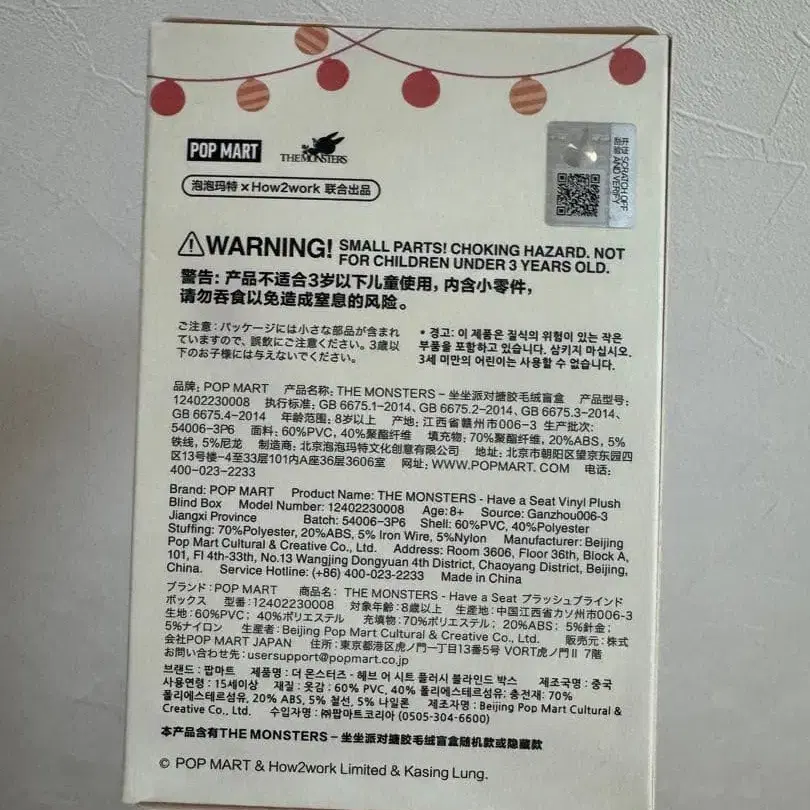 POP MART
THE MONSTERS
泡泡玛特 × How2work 联合出品
SCRATCH OFF
AND VERIFY
WARNING! SMALL PARTS! CHOKING HAZARD. NOT
FOR CHILDREN UNDER 3 YEARS OLD.
警告: 产品不适合3岁以下儿童使用，内含小零件，
请勿吞食以免造成窒息的风险。
ご注意：パッケージには小さな部品が含まれ
ていますので、誤飲にご注意ください。3歳以
下のお子様には与えないでください。
* 경고: 이 제품은 질식의 위험이 있는 작은
부품을 포함하고 있습니다. 삼키지 마십시오.
3세 미만의 어린이는 사용할 수 없습니다.
品牌: POP MART 产品名称: THE MONSTERS - 坐坐派对搪胶毛绒盲盒 产品型号:
12402230008 执行标准: GB 6675.1-2014、GB 6675.2-2014、GB 6675.3-2014、
GB 6675.4-2014 年龄范围: 8岁以上 产地: 江西省赣州市006-3 生产批次:
54006-3P6 面料: 60%PVC, 40%聚酯纤维 填充物: 70%聚酯纤维, 20%ABS, 5%
铁线, 5%尼龙 制造商: 北京泡泡玛特文化创意有限公司 地址: 北京市朝阳区望京东园四
区13号楼-4至33层101内A座36层3606室 网址: WWW.POPMART.COM 电话:
400-023-2233
Brand: POP MART Product Name: THE MONSTERS - Have a Seat Vinyl Plush
Blind Box Model Number: 12402230008 Age: 8+ Source: Ganzhou006-3
Jiangxi Province Batch: 54006-3P6 Shell: 60%PVC, 40%Polyester
Stuffing: 70%Polyester, 20%ABS, 5% Iron Wire, 5%Nylon Manufacturer: Beijing
Pop Mart Cultural & Creative Co., Ltd. Address: Room 3606, Floor 36th, Block A,
101, Fl 4th-33th, No.13 Wangjing Dongyuan 4th District, Chaoyang District, Beijing,
China. Service Hotline: (+86) 400-023-2233 Made in China
ブランド: POP MART 商品名: THE MONSTERS - Have a Seat プラッシュブラインド
ボックス 型番: 12402230008 対象年齢: 8歳以上 生産地: 中国江西省カソ州市006-3
生地: 60%PVC; 40%ポリエステル 充填物: 70%ポリエステル; 20%ABS; 5%針金;
5%ナイロン 生産者: Beijing Pop Mart Cultural & Creative Co., Ltd. 販売元: 株式
会社POP MART JAPAN 住所: 東京都港区虎ノ門一丁目13番5号 VORT虎ノ門Ⅱ 7階
お問い合わせ先: usersupport@popmart.co.jp
브랜드 : 팝마트 제품명 : 더 몬스터즈 - 헤브 어 시트 플러시 블라인드 박스 제조국명 : 중국
사용연령 : 15세이상 재질 : 옷감 : 60% PVC, 40% 폴리에스테르섬유; 충전재: 70%
폴리에스테르섬유, 20% ABS, 5% 철선, 5% 나일론 제조자명 : Beijing Pop Mart Cultural &
Creative Co., Ltd. 수입자명 : ㈜팝마트코리아 (0505-304-6600)
本产品含有THE MONSTERS - 坐坐派对搪胶毛绒盲盒随机款或隐藏款
© POP MART & How2work Limited & Kasing Lung.